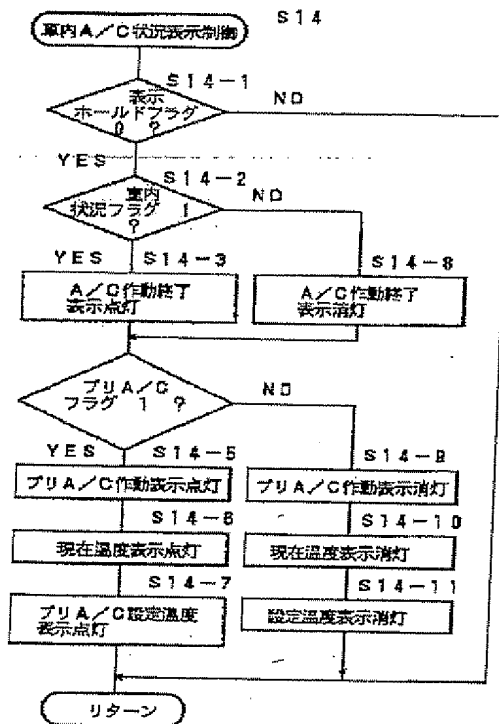 S14
車内A/C状況表示制御
S14-1
表示
ホールドフラグ
0 ?
NO
YES
S14-2
車内
状況フラグ 1
?
NO
YES
S14-3
S14-8
A/C作動終了
表示点灯
A/C作動終了
表示消灯
プリA/C
フラグ 1 ?
NO
YES
S14-5
S14-9
プリA/C作動表示点灯
プリA/C作動表示消灯
S14-6
S14-10
現在温度表示点灯
現在温度表示消灯
S14-7
S14-11
プリA/C設定温度
表示点灯
設定温度表示消灯
リターン